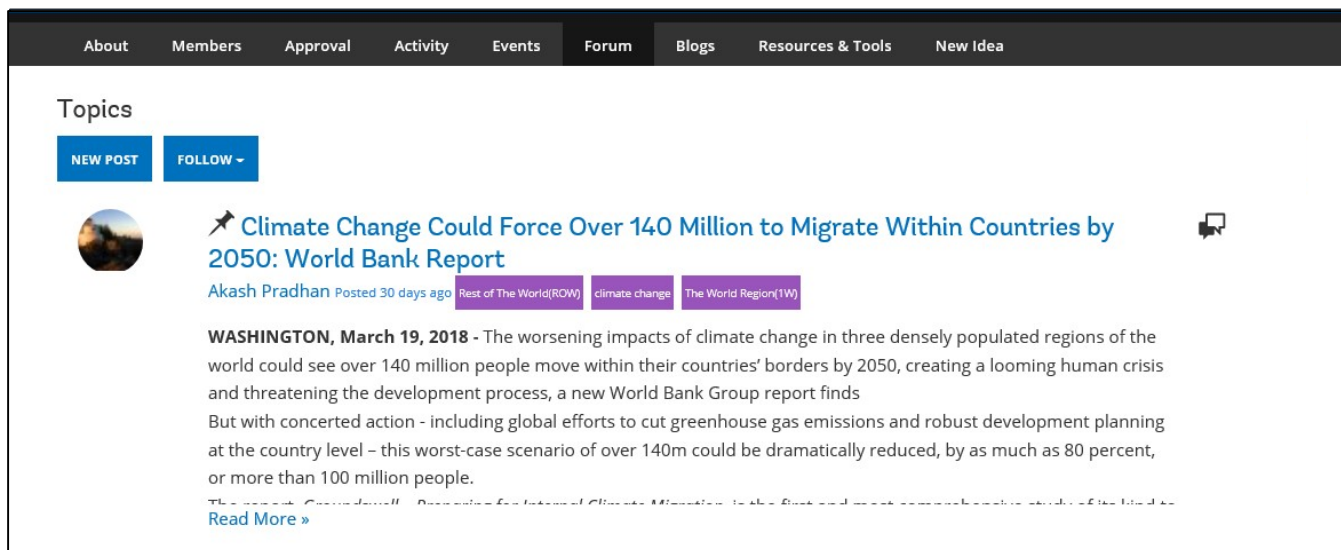 About Members Approval Activity Events Forum Blogs Resources & Tools New Idea
Topics
NEW POST FOLLOW
Climate Change Could Force Over 140 Million to Migrate Within Countries by
2050: World Bank Report
Akash Pradhan Posted 30 days ago Rest of The World(ROW) climate change The World Region(1W)
WASHINGTON, March 19, 2018 - The worsening impacts of climate change in three densely populated regions of the
world could see over 140 million people move within their countries’ borders by 2050, creating a looming human crisis
and threatening the development process, a new World Bank Group report finds
But with concerted action - including global efforts to cut greenhouse gas emissions and robust development planning
at the country level – this worst-case scenario of over 140m could be dramatically reduced, by as much as 80 percent,
or more than 100 million people.
Read More »